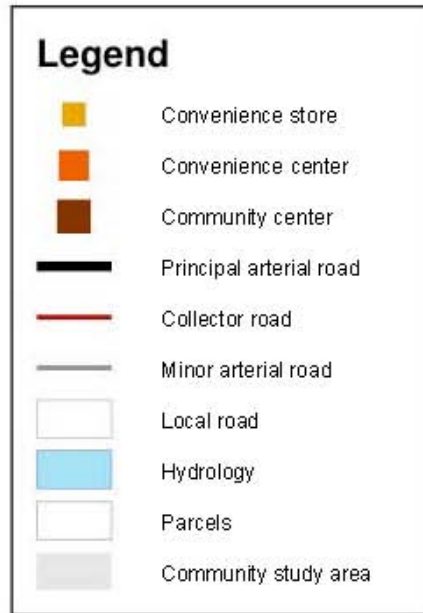 Legend
Convenience store
Convenience center
Community center
Principal arterial road
Collector road
Minor arterial road
Local road
Hydrology
Parcels
Community study area